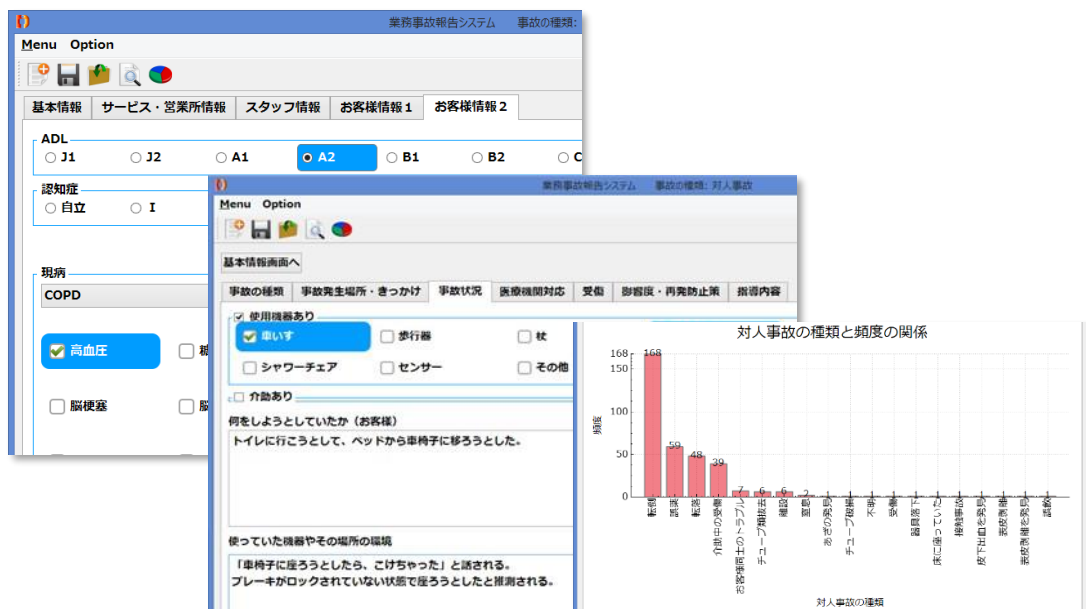 業務事故報告システム 事故の種類:
Menu Option
基本情報 サービス・営業所情報 スタッフ情報 お客様情報1 お客様情報2
ADL
J1 J2 A1 A2 B1 B2 C
認知症
自立 I
現病
COPD
高血圧
脳梗塞
業務事故報告システム 事故の種類: 対人事故
Menu Option
基本情報画面へ
事故の種類 事故発生場所・きっかけ 事故状況 医療機関対応 受傷 影響度・再発防止策 指導内容
使用機器あり
車いす 歩行器 杖
シャワーチェア センサー その他
介助あり
何をしようとしていたか（お客様）
トイレに行こうとして、ベッドから車椅子に移ろうとした。
使っていた機器やその場所の環境
「車椅子に座ろうとしたら、こけちゃった」と話される。
ブレーキがロックされていない状態で座ろうとしたと推測される。
対人事故の種類と頻度の関係
頻度
168
150
100
50
0
168 59 48 39 7 6 6 2
転倒
誤薬
転落
介助中の受傷
お客様同士のトラブル
チューブ類抜去
離設
窒息
あざの発見
チューブ破損
不明
受傷
器具落下
床に座っていた
接触事故
皮下出血を発見
表皮剥離
表皮剥離を発見
誤飲
対人事故の種類